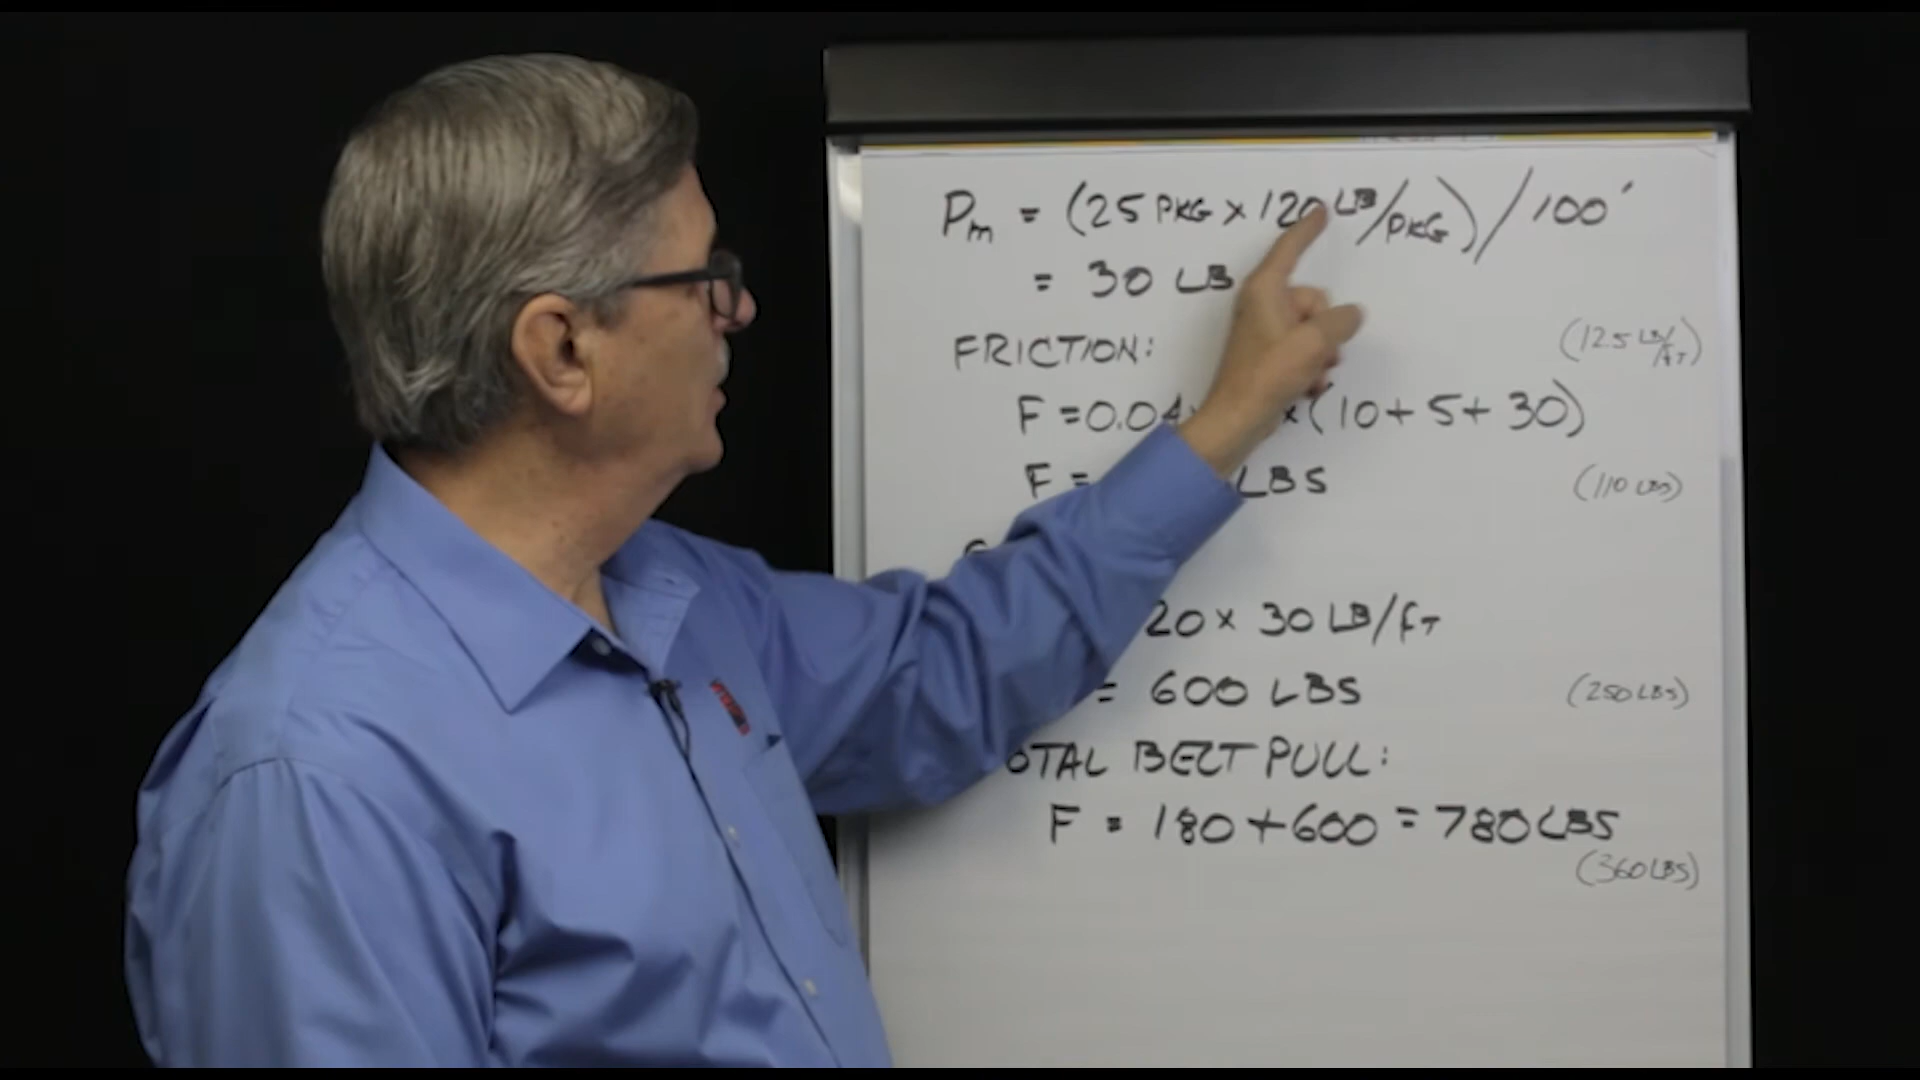 Pm = (25 PKG x 120 LB/PKG) / 100'
= 30 LB
FRICTION: (12.5 LB/FT)
F = 0.04 x (10 + 5 + 30)
F = LBS (110 LBS)
20 x 30 LB/FT
= 600 LBS (250 LBS)
OTAL BELT PULL:
F = 180 + 600 = 780 LBS
(360 LBS)